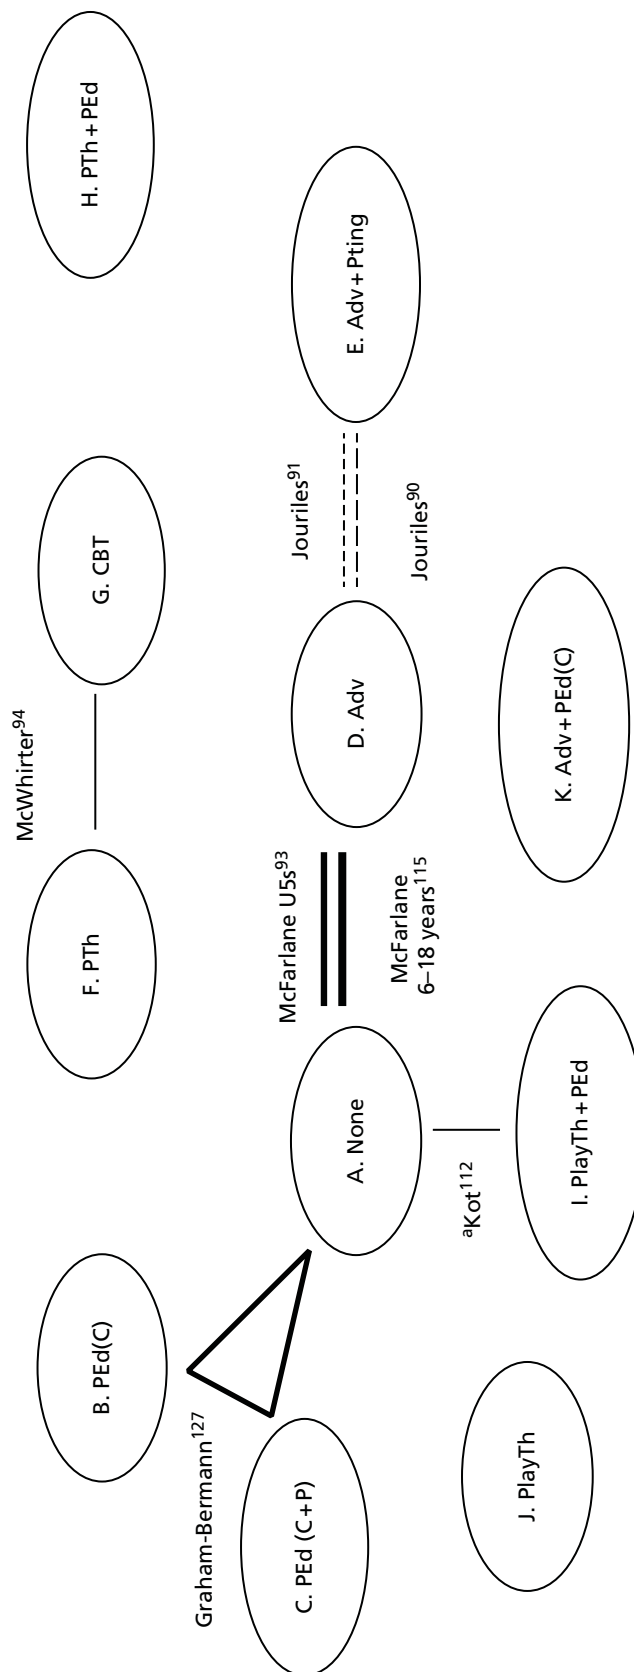 Graham-Bermann¹²⁷
B. PEd(C)
C. PEd (C+P)
J. PlayTh
F. PTh
McWhirter⁹⁴
G. CBT
H. PTh+PEd
A. None
McFarlane U5s⁹³
McFarlane
6–18 years¹¹⁵
D. Adv
Jouriles⁹¹
Jouriles⁹⁰
E. Adv+Pting
ᵃKot¹¹²
I. PlayTh+PEd
K. Adv+PEd(C)